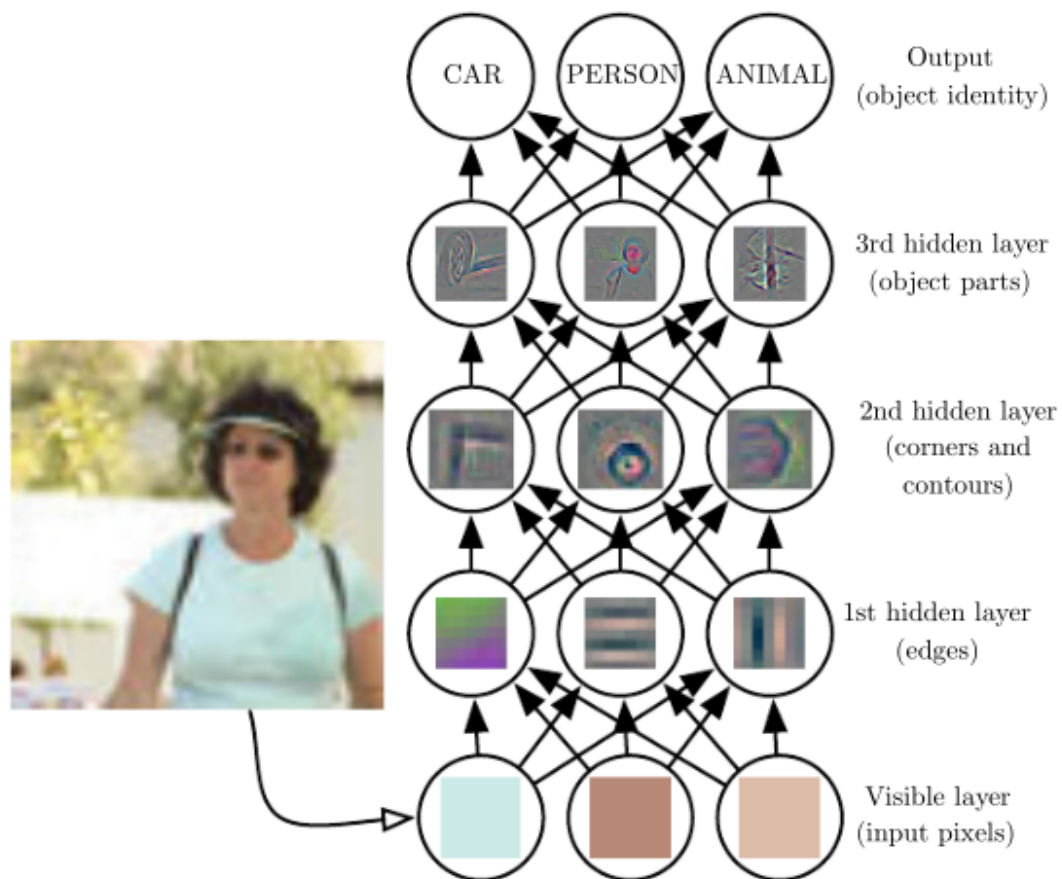 CAR
PERSON
ANIMAL
Output
(object identity)
3rd hidden layer
(object parts)
2nd hidden layer
(corners and
contours)
1st hidden layer
(edges)
Visible layer
(input pixels)